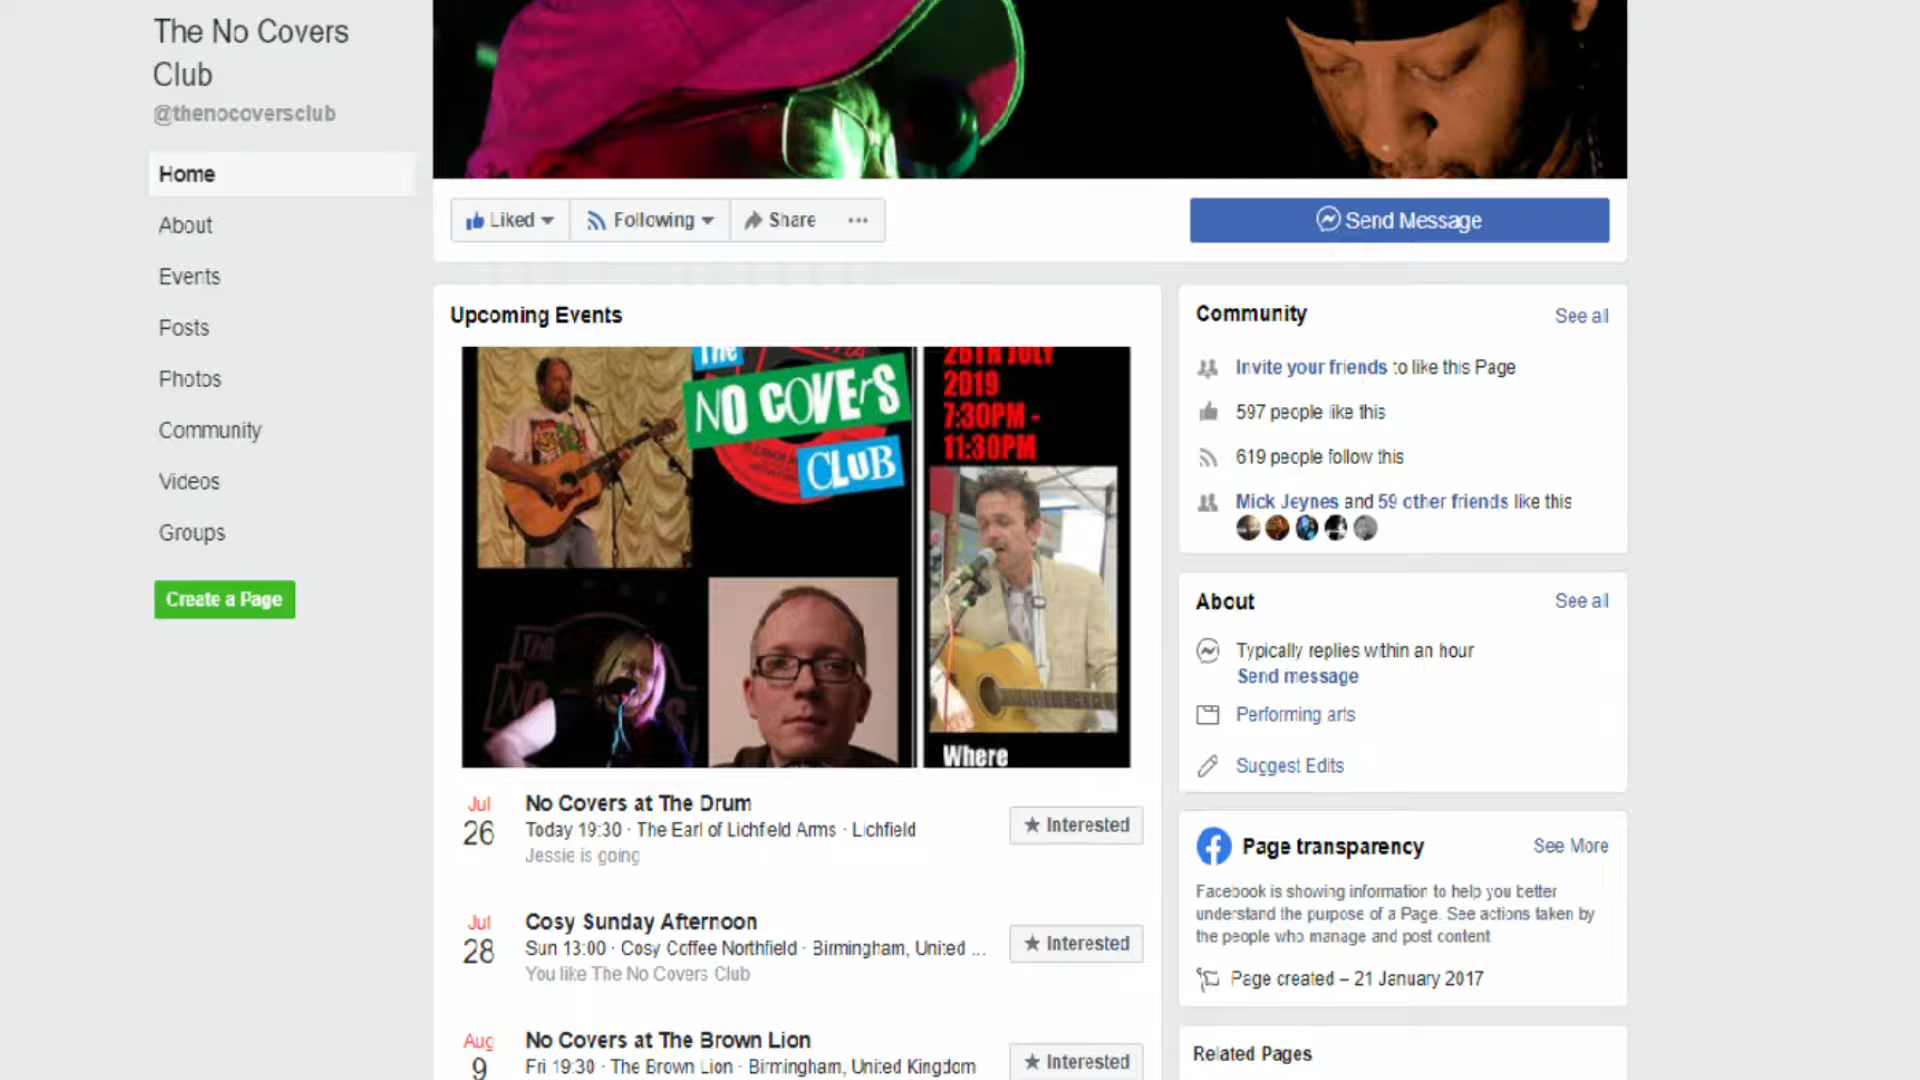 The No Covers
Club
@thenocoversclub
Home
About
Events
Posts
Photos
Community
Videos
Groups
Create a Page
Liked
Following
Share
Send Message
Upcoming Events
The
NO COVErS
CLUB
26TH JULY
2019
7:30PM -
11:30PM
Where
Jul
26
No Covers at The Drum
Today 19:30 · The Earl of Lichfield Arms · Lichfield
Jessie is going
Interested
Jul
28
Cosy Sunday Afternoon
Sun 13:00 · Cosy Coffee Northfield · Birmingham, United ...
You like The No Covers Club
Interested
Aug
9
No Covers at The Brown Lion
Fri 19:30 · The Brown Lion · Birmingham, United Kingdom
Interested
Community
See all
Invite your friends to like this Page
597 people like this
619 people follow this
Mick Jeynes and 59 other friends like this
About
See all
Typically replies within an hour
Send message
Performing arts
Suggest Edits
Page transparency
See More
Facebook is showing information to help you better
understand the purpose of a Page. See actions taken by
the people who manage and post content
Page created – 21 January 2017
Related Pages